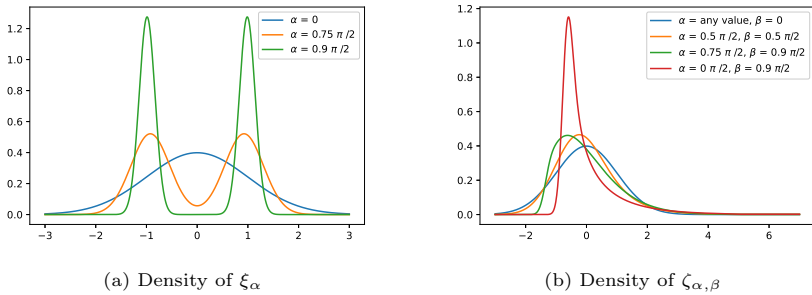 α = 0
α = 0.75 π /2
α = 0.9 π /2
1.2
1.0
0.8
0.6
0.4
0.2
0.0
−3 −2 −1 0 1 2 3
(a) Density of ξα
α = any value, β = 0
α = 0.5 π /2, β = 0.5 π/2
α = 0.75 π /2, β = 0.9 π/2
α = 0 π /2, β = 0.9 π/2
1.2
1.0
0.8
0.6
0.4
0.2
0.0
−2 0 2 4 6
(b) Density of ζα,β